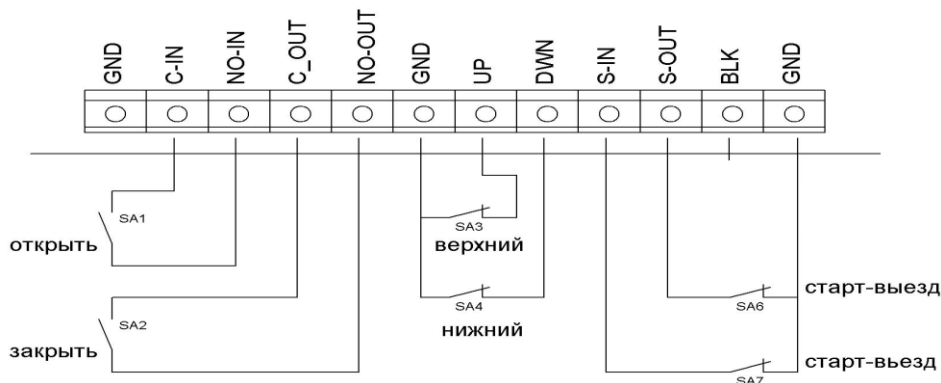 GND C-IN NO-IN C_OUT NO-OUT GND UP DWN S-IN S-OUT BLK GND
SA1
открыть
SA3
верхний
SA2
закрыть
SA4
нижний
SA6
старт-выезд
SA7
старт-вьезд